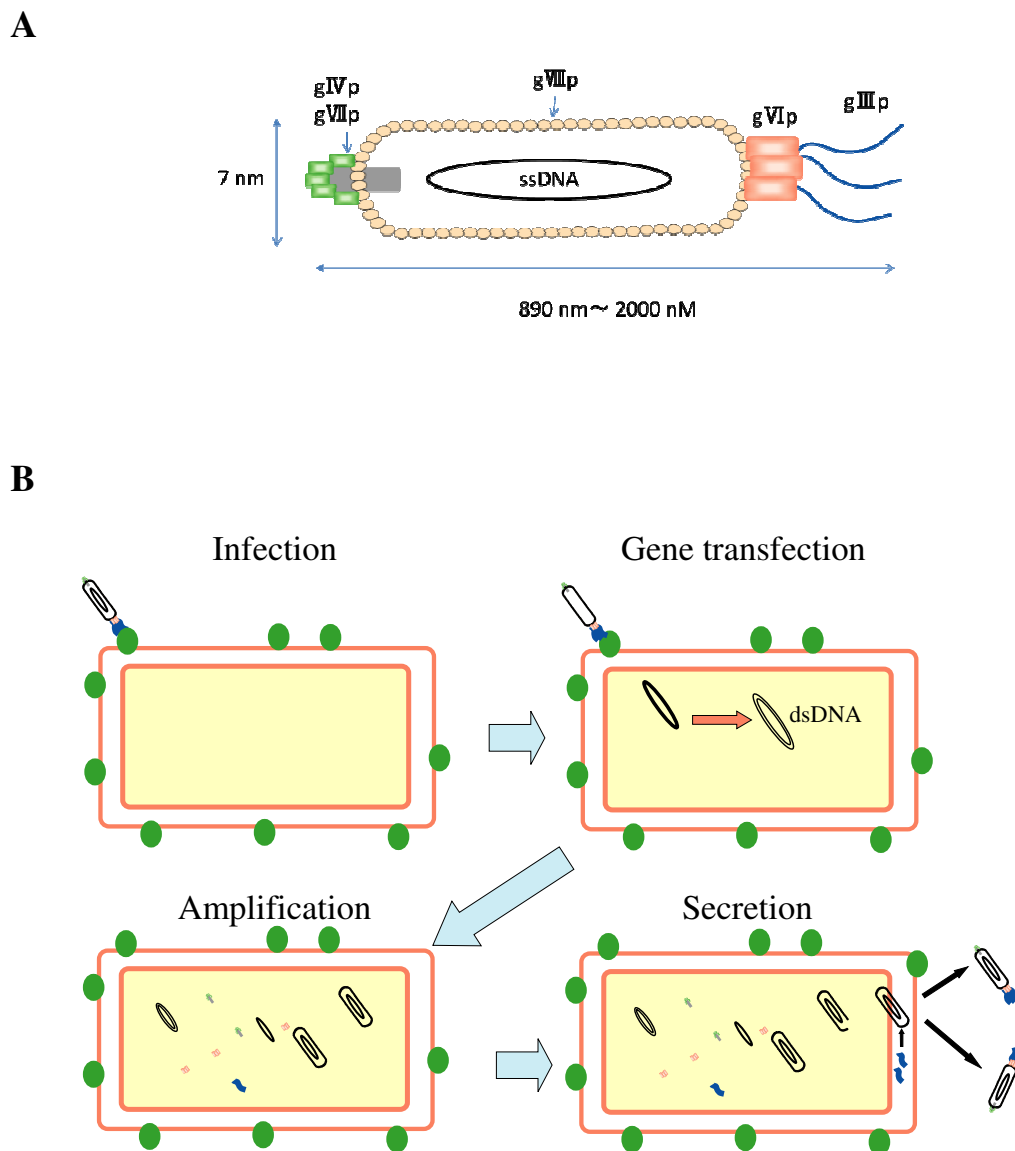 A
gⅣp
gⅦp
gⅧp
gⅥp
gⅢp
7 nm
ssDNA
890 nm～ 2000 nM
B
Infection
Gene transfection
dsDNA
Amplification
Secretion